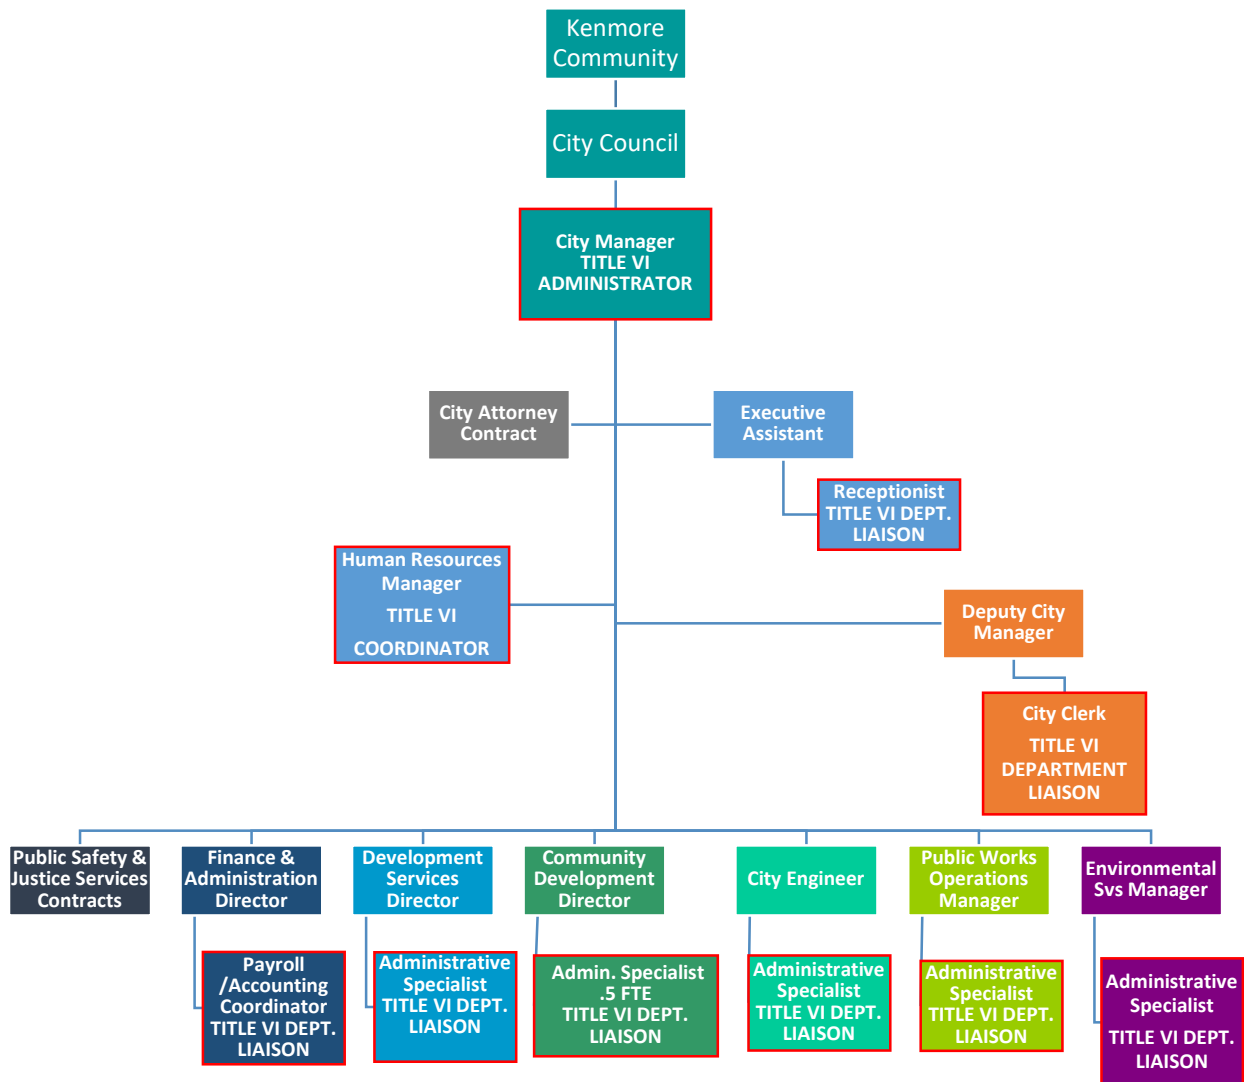 Kenmore
Community
City Council
City Manager
TITLE VI
ADMINISTRATOR
City Attorney
Contract
Executive
Assistant
Receptionist
TITLE VI DEPT.
LIAISON
Human Resources
Manager
TITLE VI
COORDINATOR
Deputy City
Manager
City Clerk
TITLE VI
DEPARTMENT
LIAISON
Public Safety &
Justice Services
Contracts
Finance &
Administration
Director
Development
Services
Director
Community
Development
Director
City Engineer
Public Works
Operations
Manager
Environmental
Svs Manager
Payroll
/Accounting
Coordinator
TITLE VI DEPT.
LIAISON
Administrative
Specialist
TITLE VI DEPT.
LIAISON
Admin. Specialist
.5 FTE
TITLE VI DEPT.
LIAISON
Administrative
Specialist
TITLE VI DEPT.
LIAISON
Administrative
Specialist
TITLE VI DEPT.
LIAISON
Administrative
Specialist
TITLE VI DEPT.
LIAISON